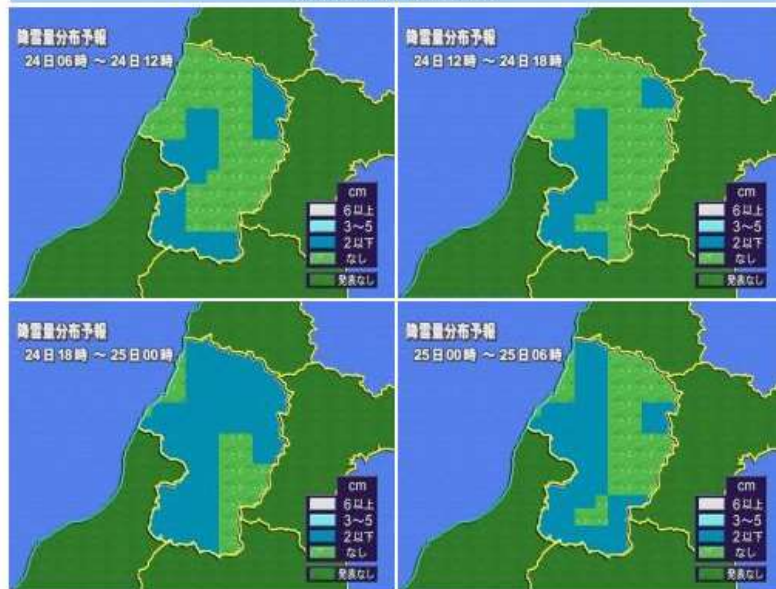 降雪量分布予報
24日06時 ～24日12時
cm
6以上
3～5
2以下
なし
発表なし
降雪量分布予報
24日12時 ～24日18時
cm
6以上
3～5
2以下
なし
発表なし
降雪量分布予報
24日18時 ～25日00時
cm
6以上
3～5
2以下
なし
発表なし
降雪量分布予報
25日00時 ～25日06時
cm
6以上
3～5
2以下
なし
発表なし